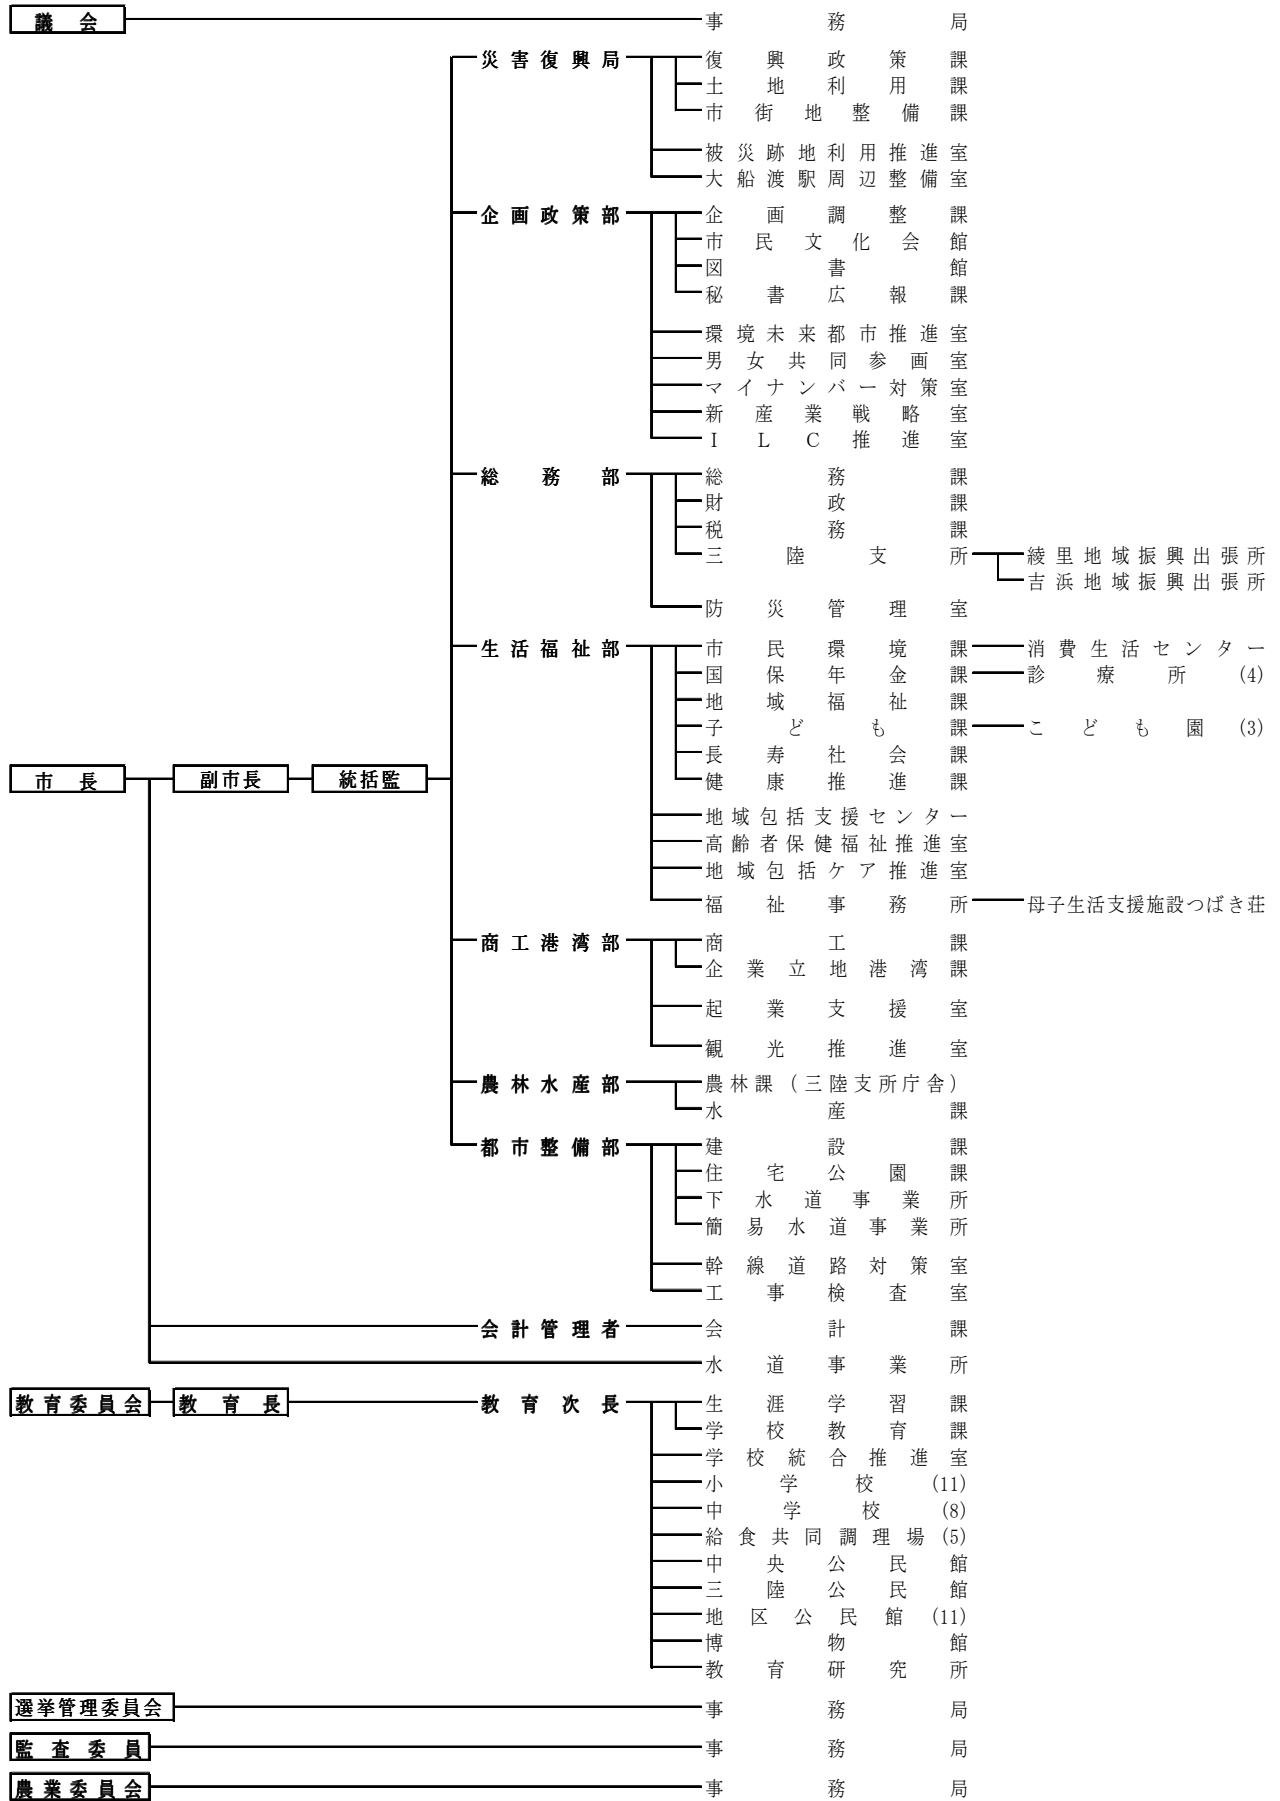 議会 事務局
災害復興局 復興政策課
土地利用課
市街地整備課
被災跡地利用推進室
大船渡駅周辺整備室
企画政策部 企画調整課
市民文化会館
図書館
秘書広報課
環境未来都市推進室
男女共同参画室
マイナンバー対策室
新産業戦略室
ILC推進室
総務部 総務課
財政課
税務課
三陸支所 綾里地域振興出張所
吉浜地域振興出張所
防災管理室
生活福祉部 市民環境課 消費生活センター
国保年金課 診療所(4)
地域福祉課
子ども課 こども園(3)
長寿社会課
市長 副市長 統括監 健康推進課
地域包括支援センター
高齢者保健福祉推進室
地域包括ケア推進室
福祉事務所 母子生活支援施設つばき荘
商工港湾部 商工課
企業立地港湾課
起業支援室
観光推進室
農林水産部 農林課(三陸支所庁舎)
水産課
都市整備部 建設課
住宅公園課
下水道事業所
簡易水道事業所
幹線道路対策室
工事検査室
会計管理者 会計課
水道事業所
教育委員会 教育長 教育次長 生涯学習課
学校教育課
学校統合推進室
小学校(11)
中学校(8)
給食共同調理場(5)
中央公民館
三陸公民館
地区公民館(11)
博物館
教育研究所
選挙管理委員会 事務局
監査委員 事務局
農業委員会 事務局